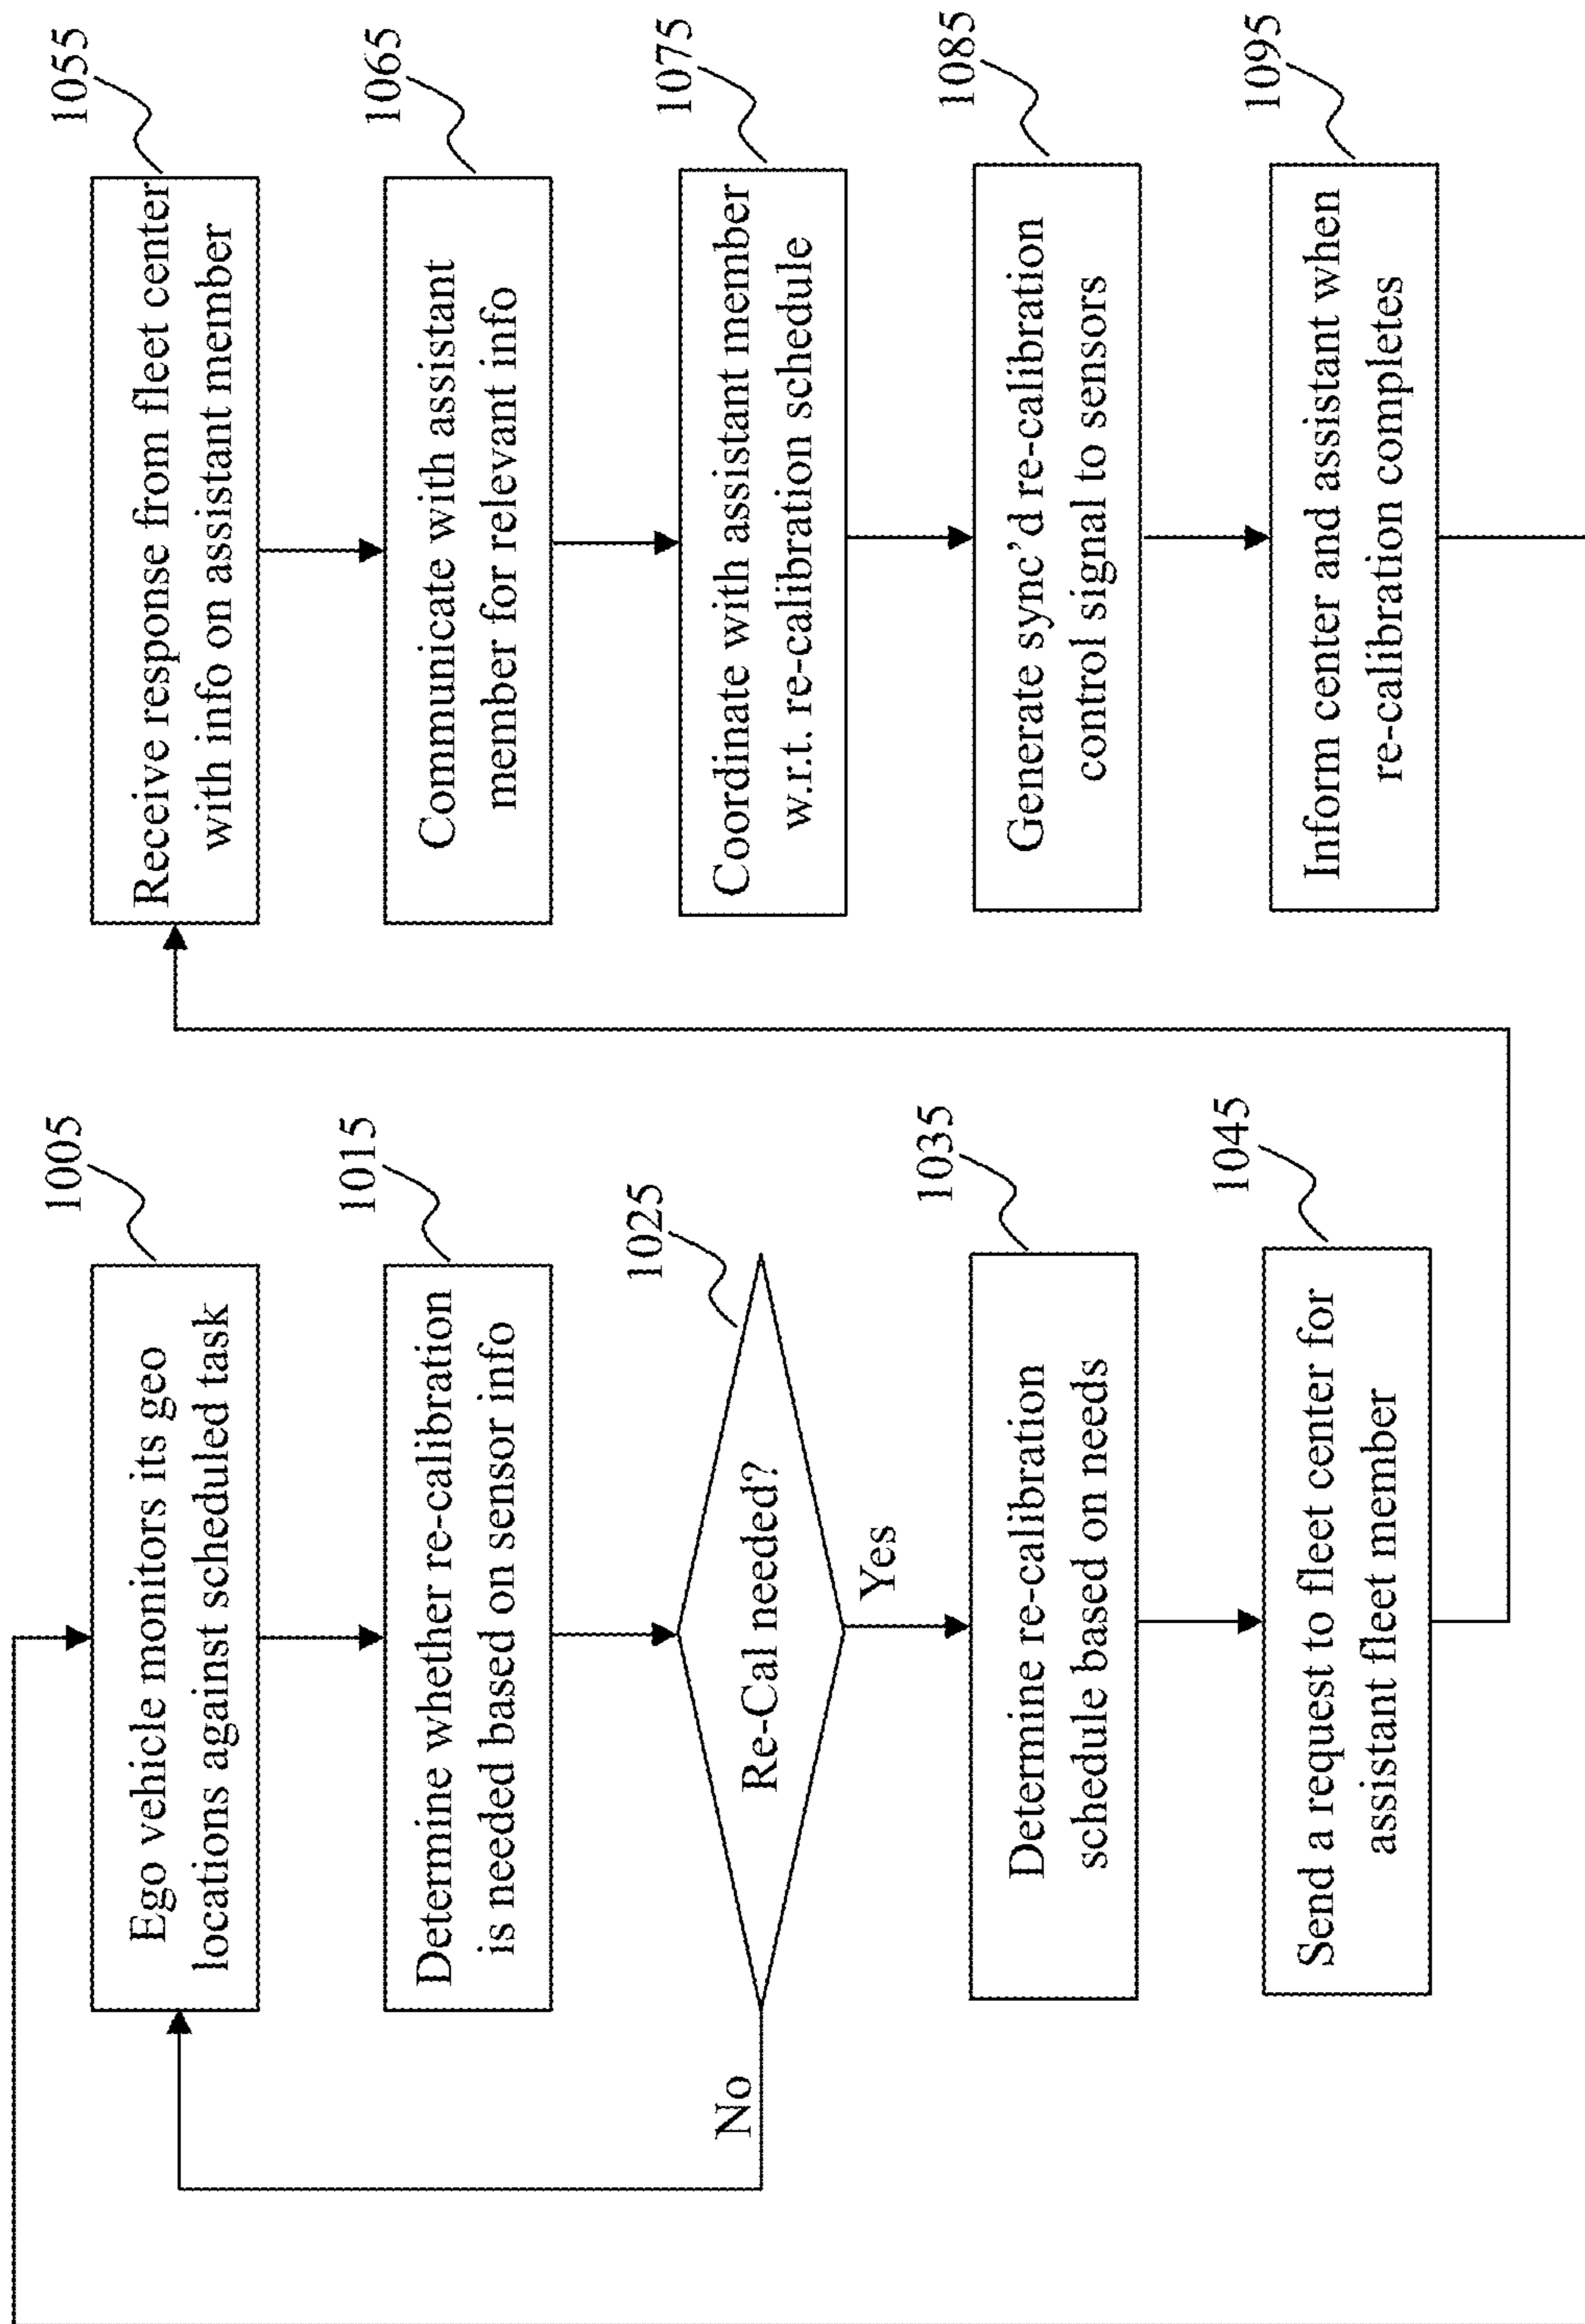 1005
Ego vehicle monitors its geo
locations against scheduled task
1015
Determine whether re-calibration
is needed based on sensor info
1025
Re-Cal needed?
No
Yes
1035
Determine re-calibration
schedule based on needs
1045
Send a request to fleet center for
assistant fleet member
1055
Receive response from fleet center
with info on assistant member
1065
Communicate with assistant
member for relevant info
1075
Coordinate with assistant member
w.r.t. re-calibration schedule
1085
Generate sync’d re-calibration
control signal to sensors
1095
Inform center and assistant when
re-calibration completes